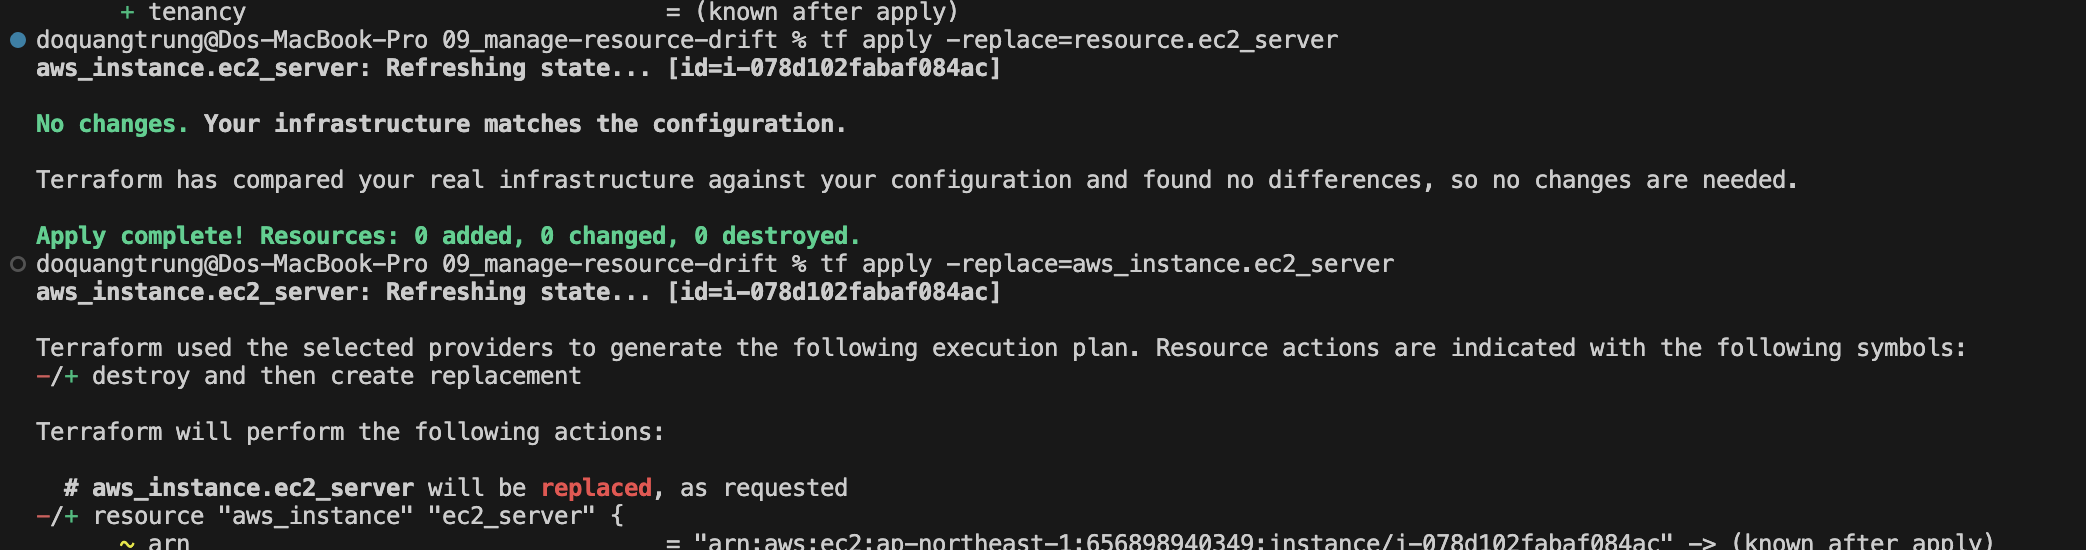 + tenancy = (known after apply)
doquangtrung@Dos-MacBook-Pro 09_manage-resource-drift % tf apply -replace=resource.ec2_server
aws_instance.ec2_server: Refreshing state... [id=i-078d102fabaf084ac]
No changes. Your infrastructure matches the configuration.
Terraform has compared your real infrastructure against your configuration and found no differences, so no changes are needed.
Apply complete! Resources: 0 added, 0 changed, 0 destroyed.
doquangtrung@Dos-MacBook-Pro 09_manage-resource-drift % tf apply -replace=aws_instance.ec2_server
aws_instance.ec2_server: Refreshing state... [id=i-078d102fabaf084ac]
Terraform used the selected providers to generate the following execution plan. Resource actions are indicated with the following symbols:
-/+ destroy and then create replacement
Terraform will perform the following actions:
# aws_instance.ec2_server will be replaced, as requested
-/+ resource "aws_instance" "ec2_server" {
~ arn = "arn:aws:ec2:ap-northeast-1:656898940349:instance/i-078d102fabaf084ac" -> (known after apply)